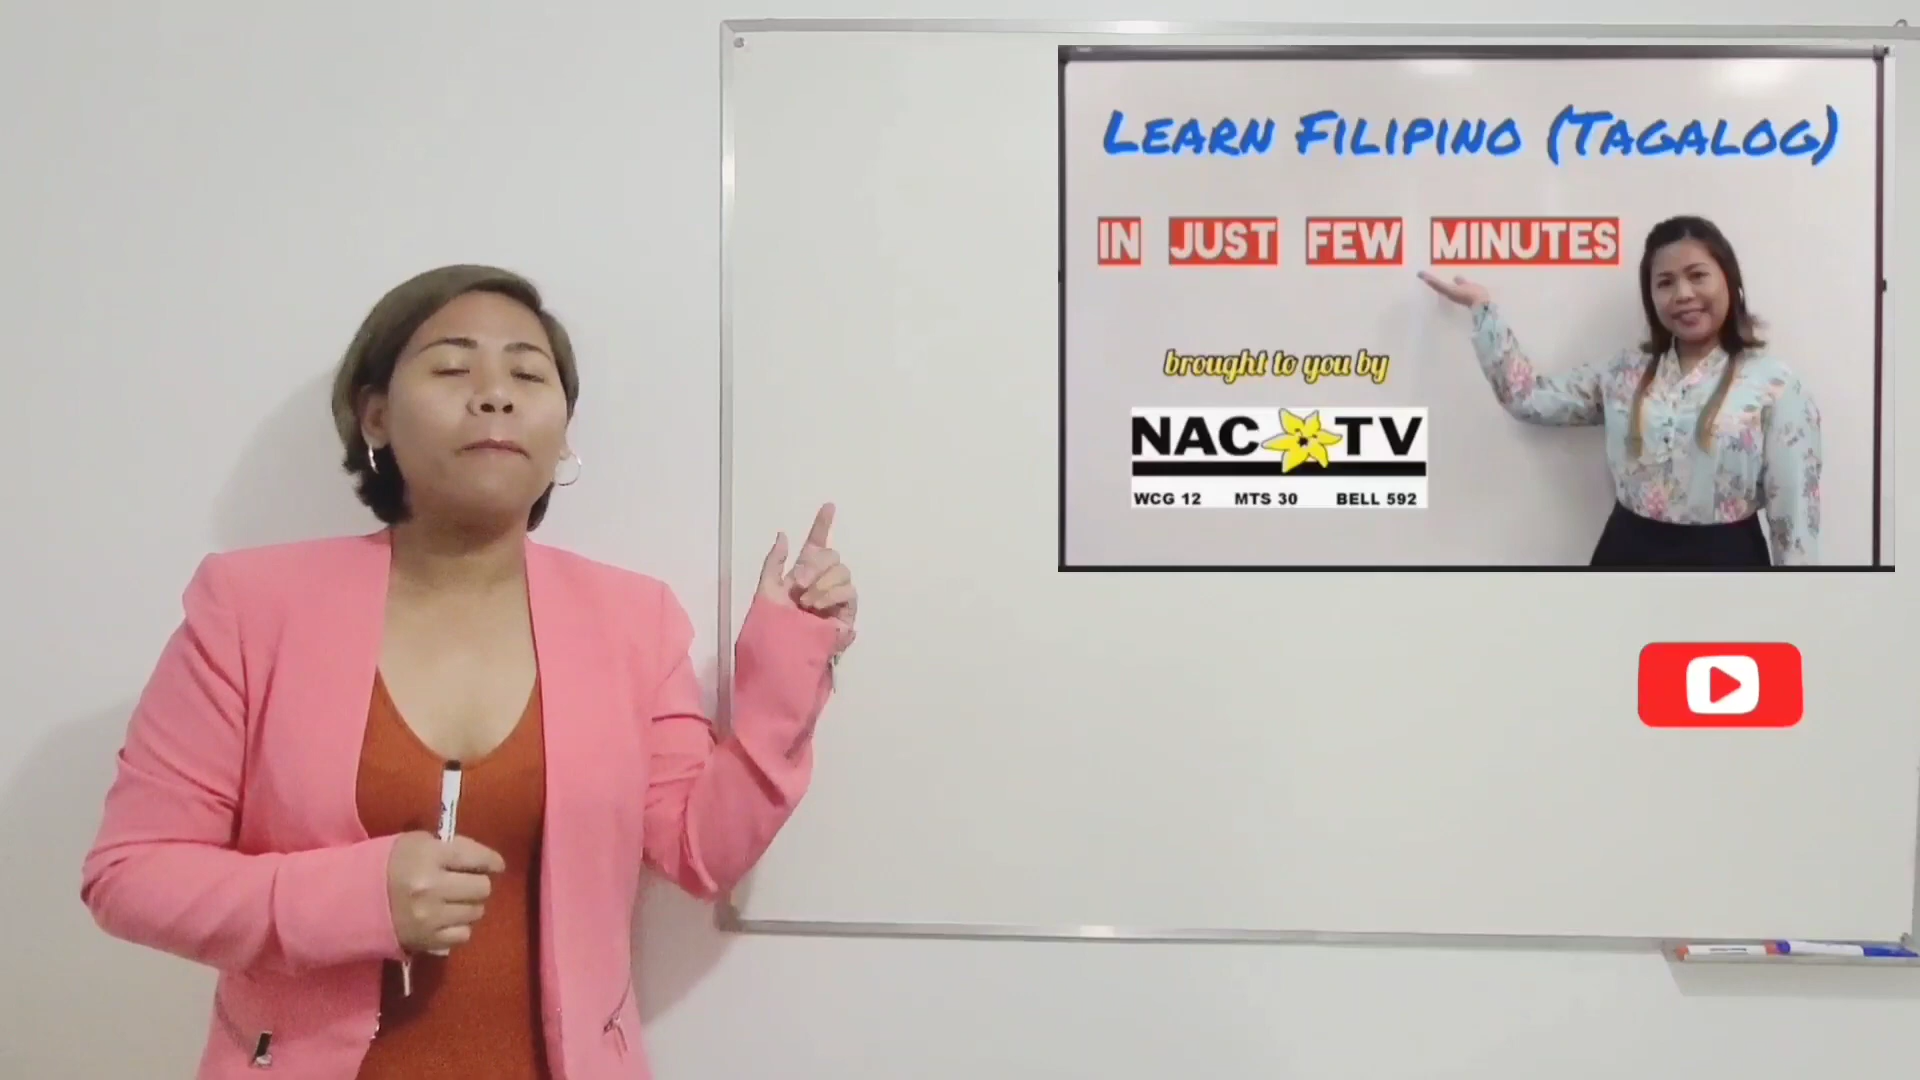 LEARN FILIPINO (TAGALOG)
IN JUST FEW MINUTES
brought to you by
NAC TV
WCG 12 MTS 30 BELL 592